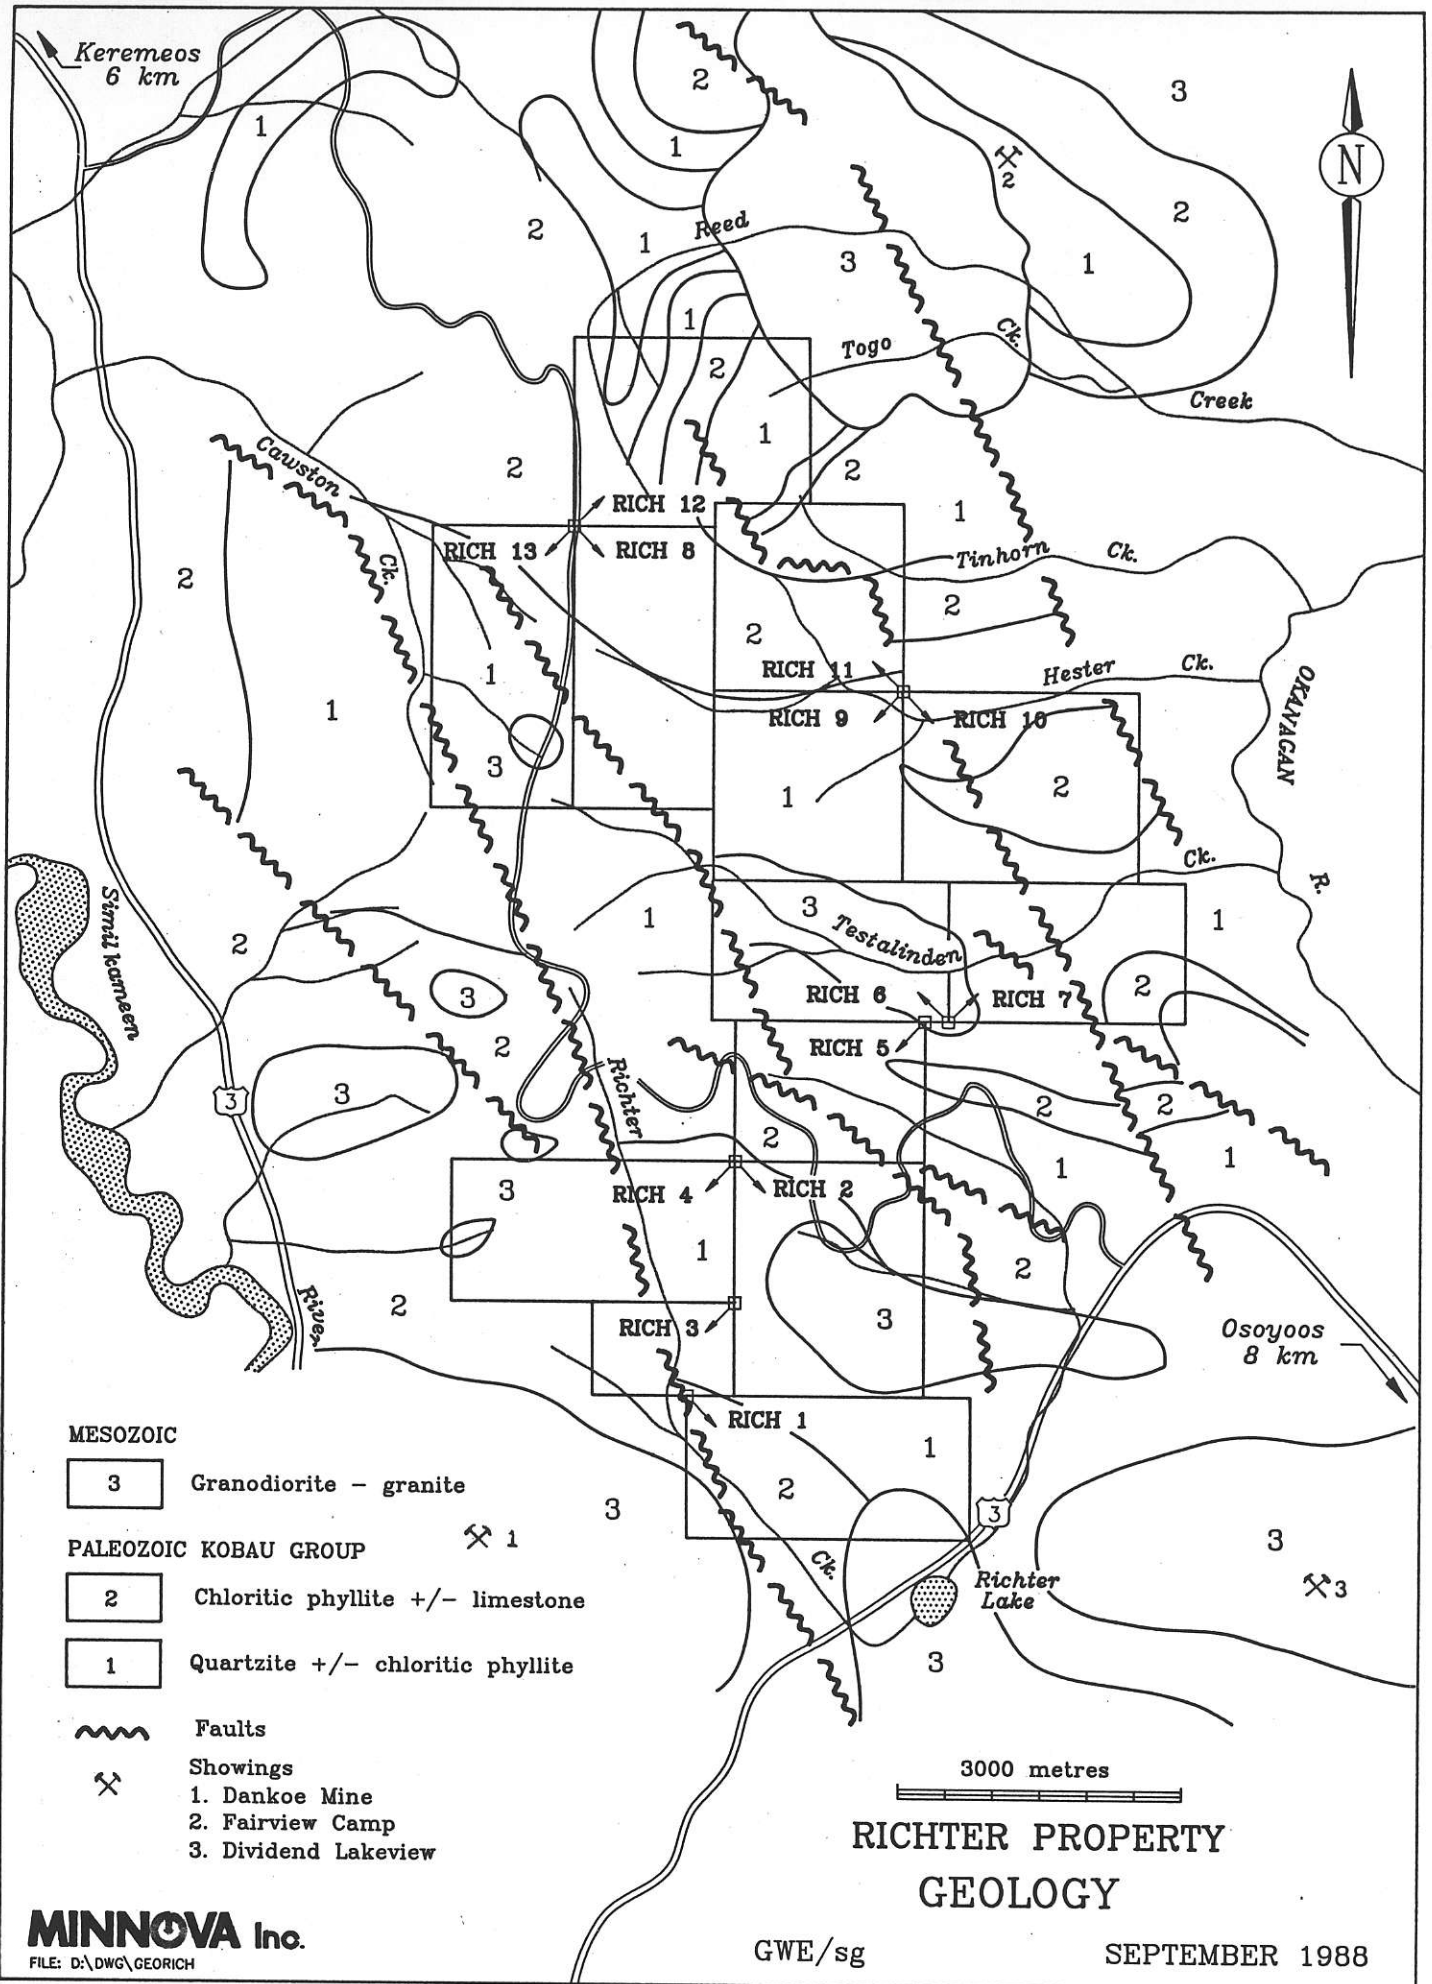 Keremeos
6 km
N
3
2
1
1
2
2
2
1
1
3
2
Reed
1
1
2
1
Togo
Ck.
Creek
2
2
1
Cawston
Ck.
RICH 12
RICH 13
RICH 8
Tinhorn
Ck.
2
2
2
1
1
RICH 11
Hester
Ck.
RICH 9
RICH 10
3
1
2
OKANAGAN
R.
Similkameen
River
2
1
3
Testalinden
Ck.
1
3
2
RICH 6
RICH 7
2
RICH 5
3
3
Richter
2
2
2
1
1
3
RICH 4
RICH 2
1
2
2
3
RICH 3
Osoyoos
8 km
RICH 1
1
2
3
3
3
Ck.
Richter
Lake
3
3
MESOZOIC
3 Granodiorite - granite
1
PALEOZOIC KOBAU GROUP
2 Chloritic phyllite +/- limestone
1 Quartzite +/- chloritic phyllite
Faults
Showings
1. Dankoe Mine
2. Fairview Camp
3. Dividend Lakeview
3000 metres
RICHTER PROPERTY
GEOLOGY
MINNOVA Inc.
FILE: D:\DWG\GEORICH
GWE/sg
SEPTEMBER 1988